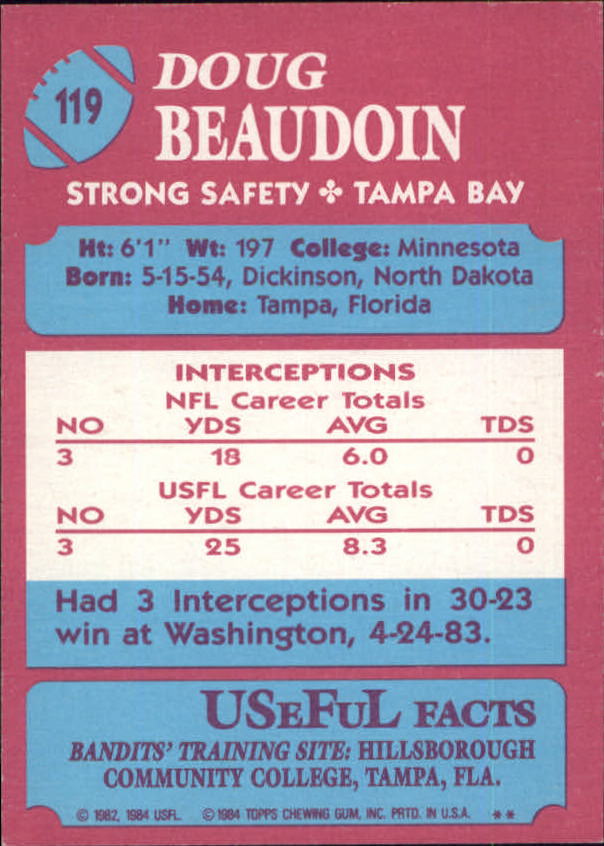 119
DOUG
BEAUDOIN
STRONG SAFETY ✤ TAMPA BAY
Ht: 6'1" Wt: 197 College: Minnesota
Born: 5-15-54, Dickinson, North Dakota
Home: Tampa, Florida
INTERCEPTIONS
NFL Career Totals
NO YDS AVG TDS
3 18 6.0 0
USFL Career Totals
NO YDS AVG TDS
3 25 8.3 0
Had 3 Interceptions in 30-23
win at Washington, 4-24-83.
USeFuL FACTS
BANDITS' TRAINING SITE: HILLSBOROUGH
COMMUNITY COLLEGE, TAMPA, FLA.
© 1982, 1984 USFL. © 1984 TOPPS CHEWING GUM, INC. PRTD. IN U.S.A. **